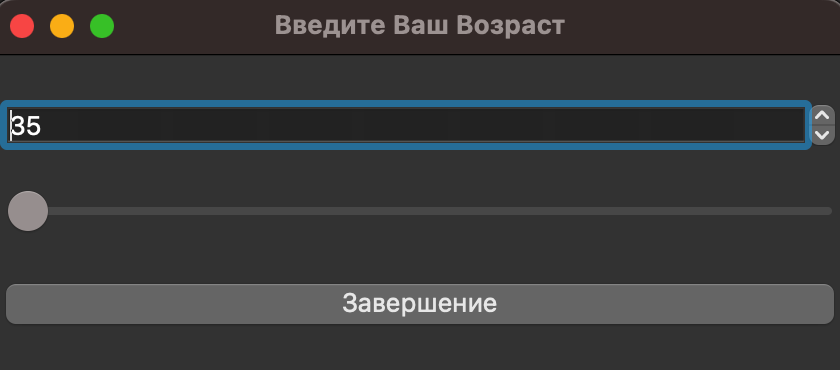 Введите Ваш Возраст
35
Завершение